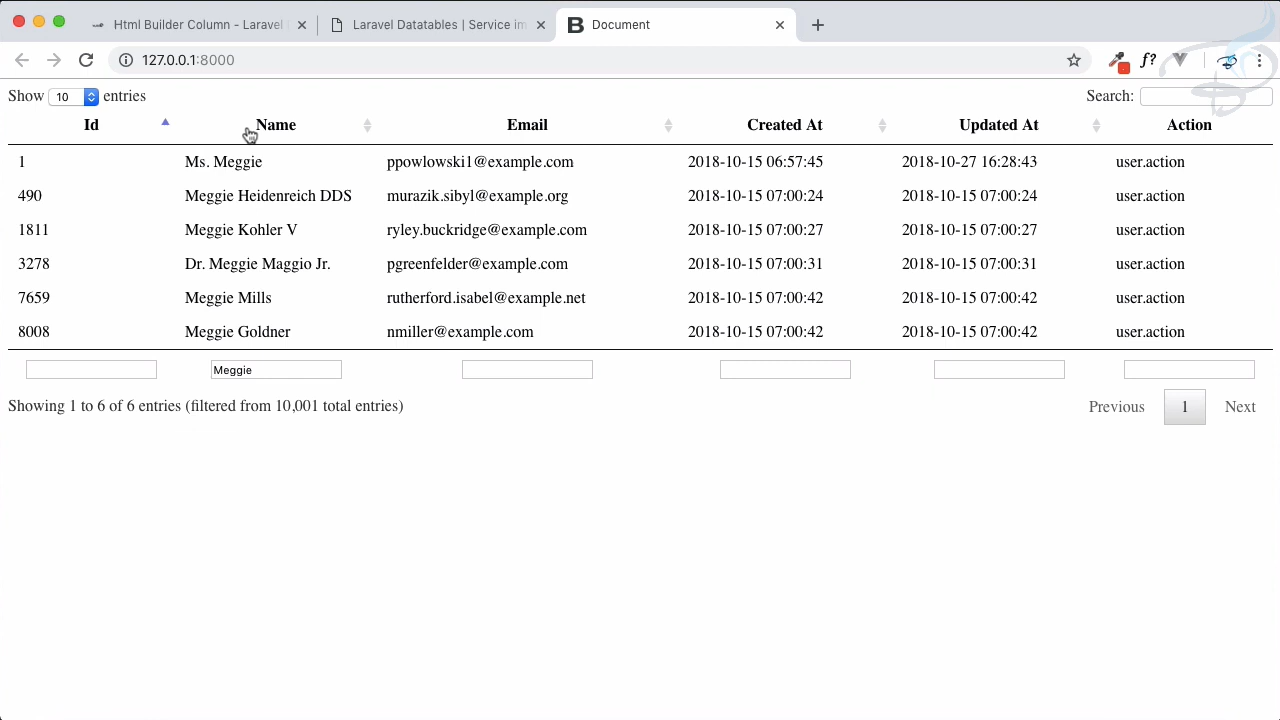 Html Builder Column - Laravel
Laravel Datatables | Service im
B Document
127.0.0.1:8000
f?
Show 10 entries
Search:
Id Name Email Created At Updated At Action
1 Ms. Meggie ppowlowski1@example.com 2018-10-15 06:57:45 2018-10-27 16:28:43 user.action
490 Meggie Heidenreich DDS murazik.sibyl@example.org 2018-10-15 07:00:24 2018-10-15 07:00:24 user.action
1811 Meggie Kohler V ryley.buckridge@example.com 2018-10-15 07:00:27 2018-10-15 07:00:27 user.action
3278 Dr. Meggie Maggio Jr. pgreenfelder@example.com 2018-10-15 07:00:31 2018-10-15 07:00:31 user.action
7659 Meggie Mills rutherford.isabel@example.net 2018-10-15 07:00:42 2018-10-15 07:00:42 user.action
8008 Meggie Goldner nmiller@example.com 2018-10-15 07:00:42 2018-10-15 07:00:42 user.action
Meggie
Showing 1 to 6 of 6 entries (filtered from 10,001 total entries)
Previous 1 Next